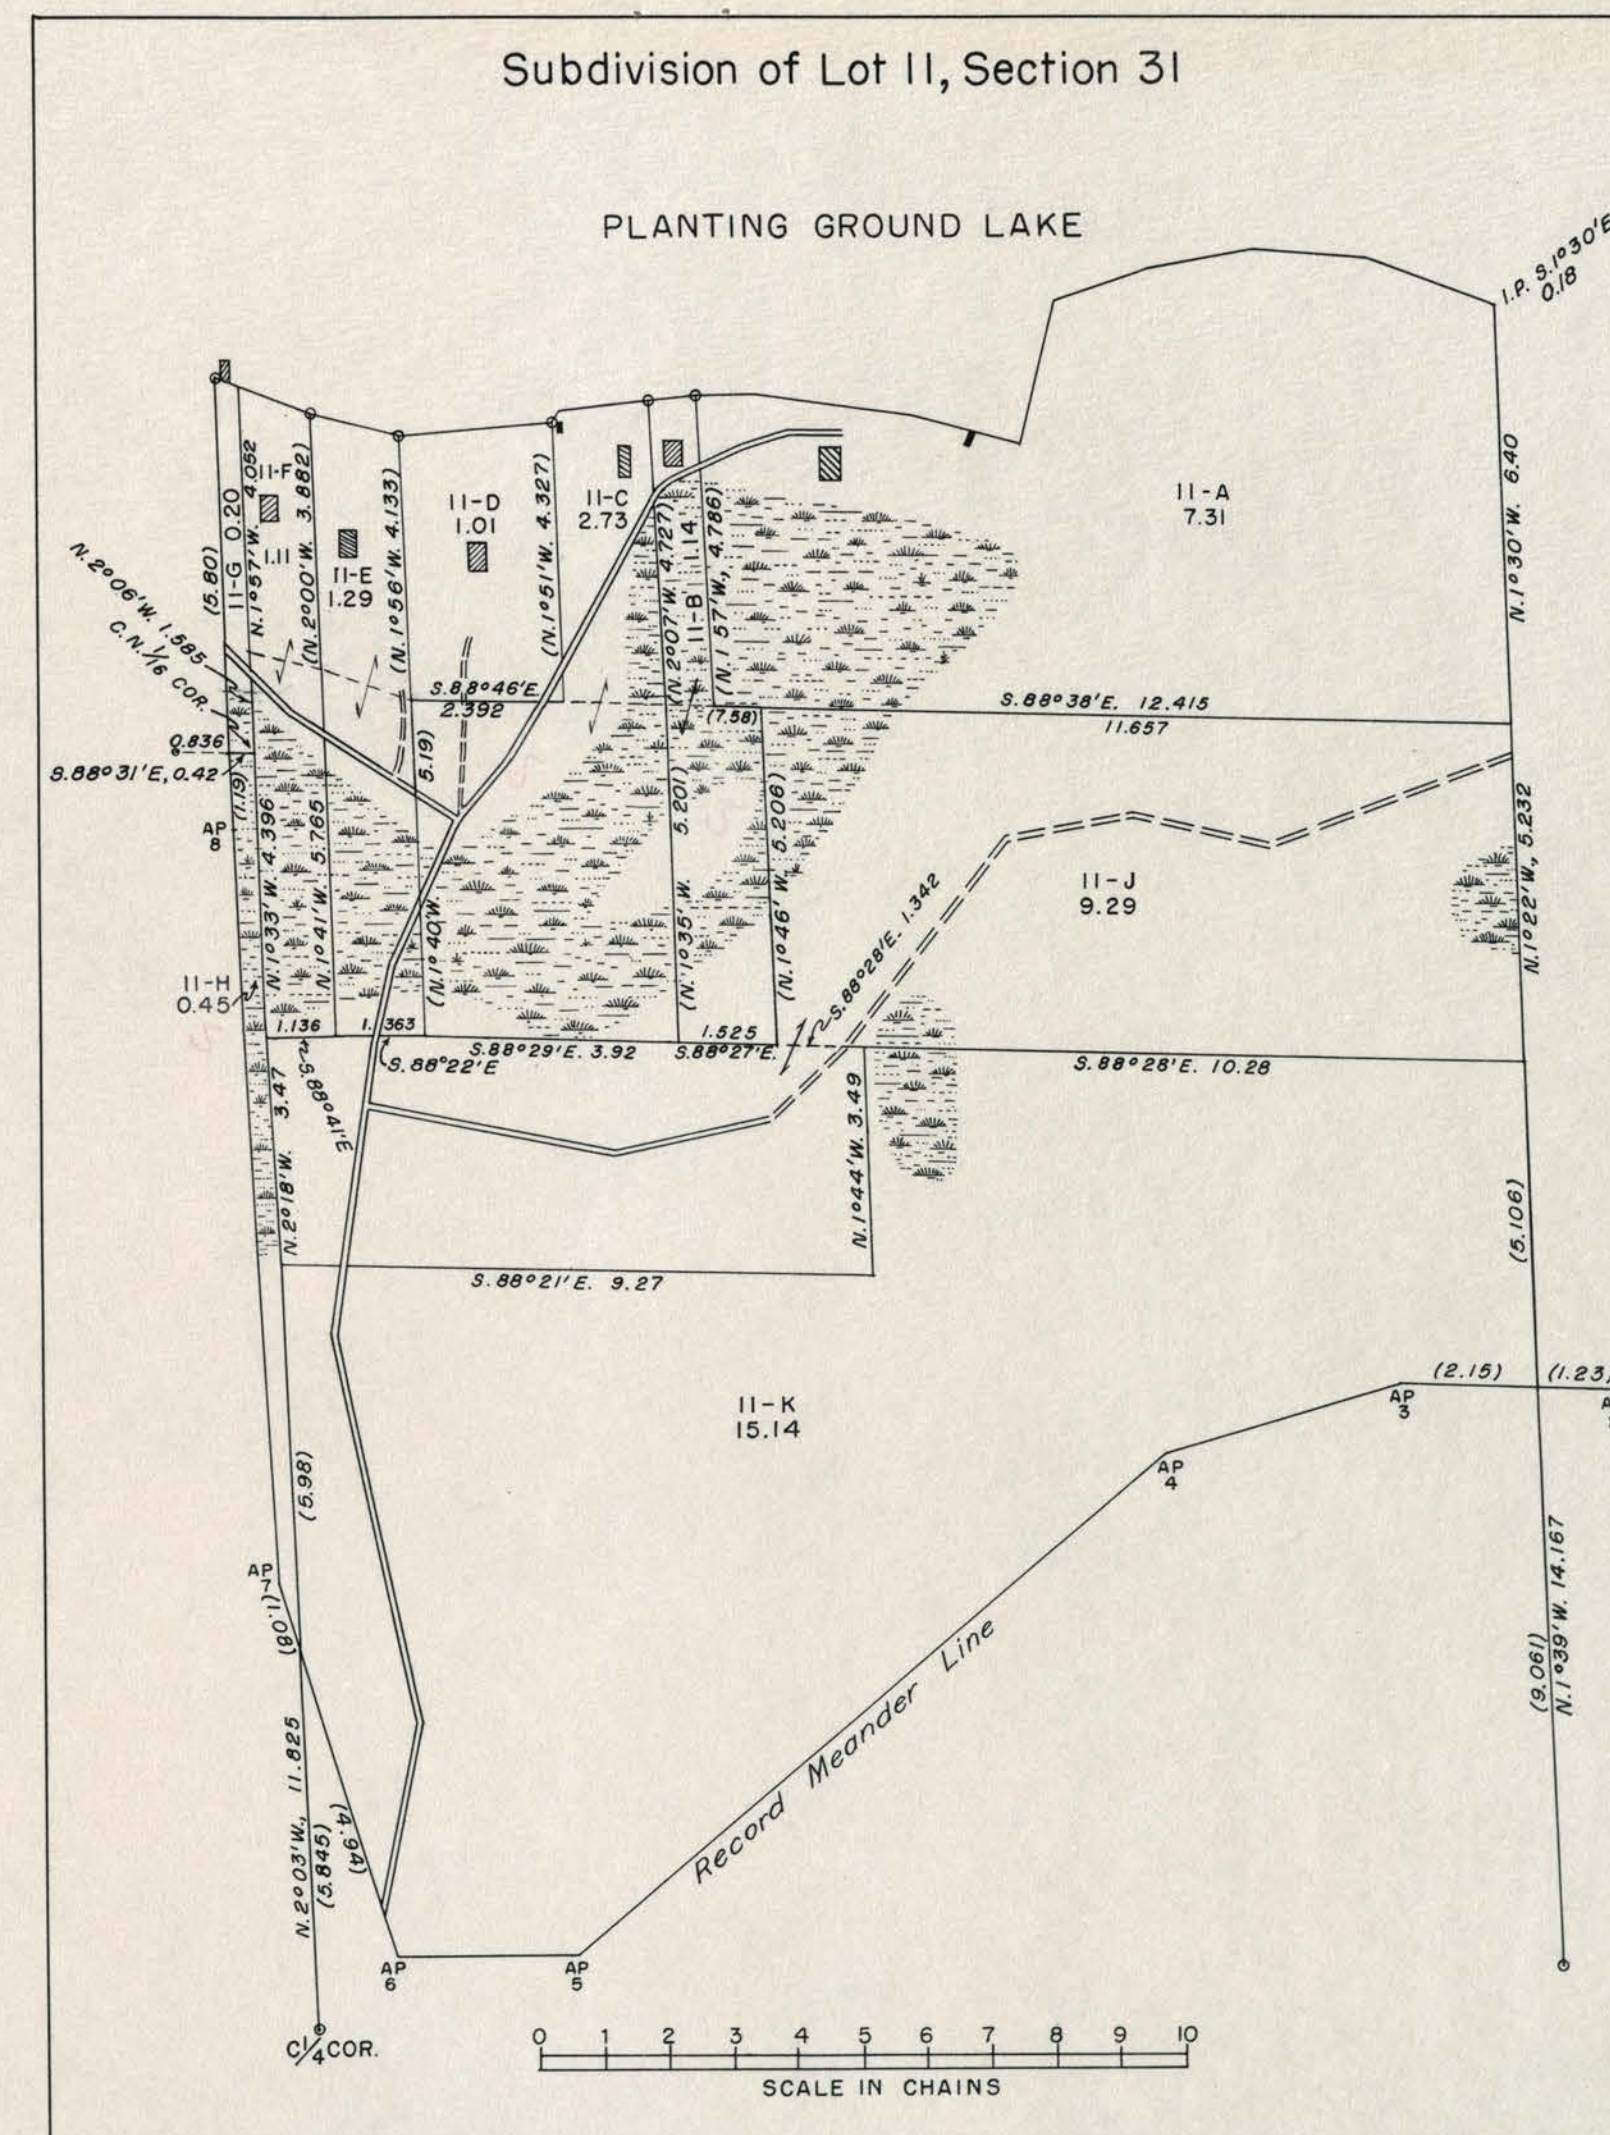 Subdivision of Lot 11, Section 31
PLANTING GROUND LAKE
I.P. S.1°30'E
0.18
N.1°30'W. 6.40
11-A
7.31
11-F
1.11
11-D
1.01
11-C
2.73
11-E
1.29
(5.80)
11-G 0.20
N.1°57'W. 4.052
(N.2°00'W. 3.882)
(N.1°56'W. 4.133)
(N.1°51'W. 4.327)
(N.2°07'W. 4.727)
11-B 1.14
(N.1 57'W., 4.786)
N.2°06'W. 1.585
C.N.1/16 COR.
0.836
S.88°31'E, 0.42
(1.19)
AP
8
S.88°46'E.
2.392
(7.58)
S.88°38'E. 12.415
11.657
N.1°33'W. 4.396
N.1°41'W. 5.765
5.19)
(N.1°40'W.
5.201)
(N.1°35'W.
(N.1°46'W. 5.206)
N.1°22'W., 5.232
11-J
9.29
S.88°28'E. 1.342
11-H
0.45
1.136
1.363
S.88°29'E. 3.92
1.525
S.88°27'E.
S.88°22'E
S.88°41'E
S.88°28'E. 10.28
N.2°18'W. 3.47
N.1°44'W. 3.49
(5.106)
S.88°21'E. 9.27
(2.15)
(1.23)
AP
3
11-K
15.14
AP
4
(5.98)
AP
7
(1.08)
Record Meander Line
(9.061)
N.1°39'W. 14.167
N.2°03'W., 11.825
(5.845)
(4.94)
AP
6
AP
5
C1/4COR.
0 1 2 3 4 5 6 7 8 9 10
SCALE IN CHAINS